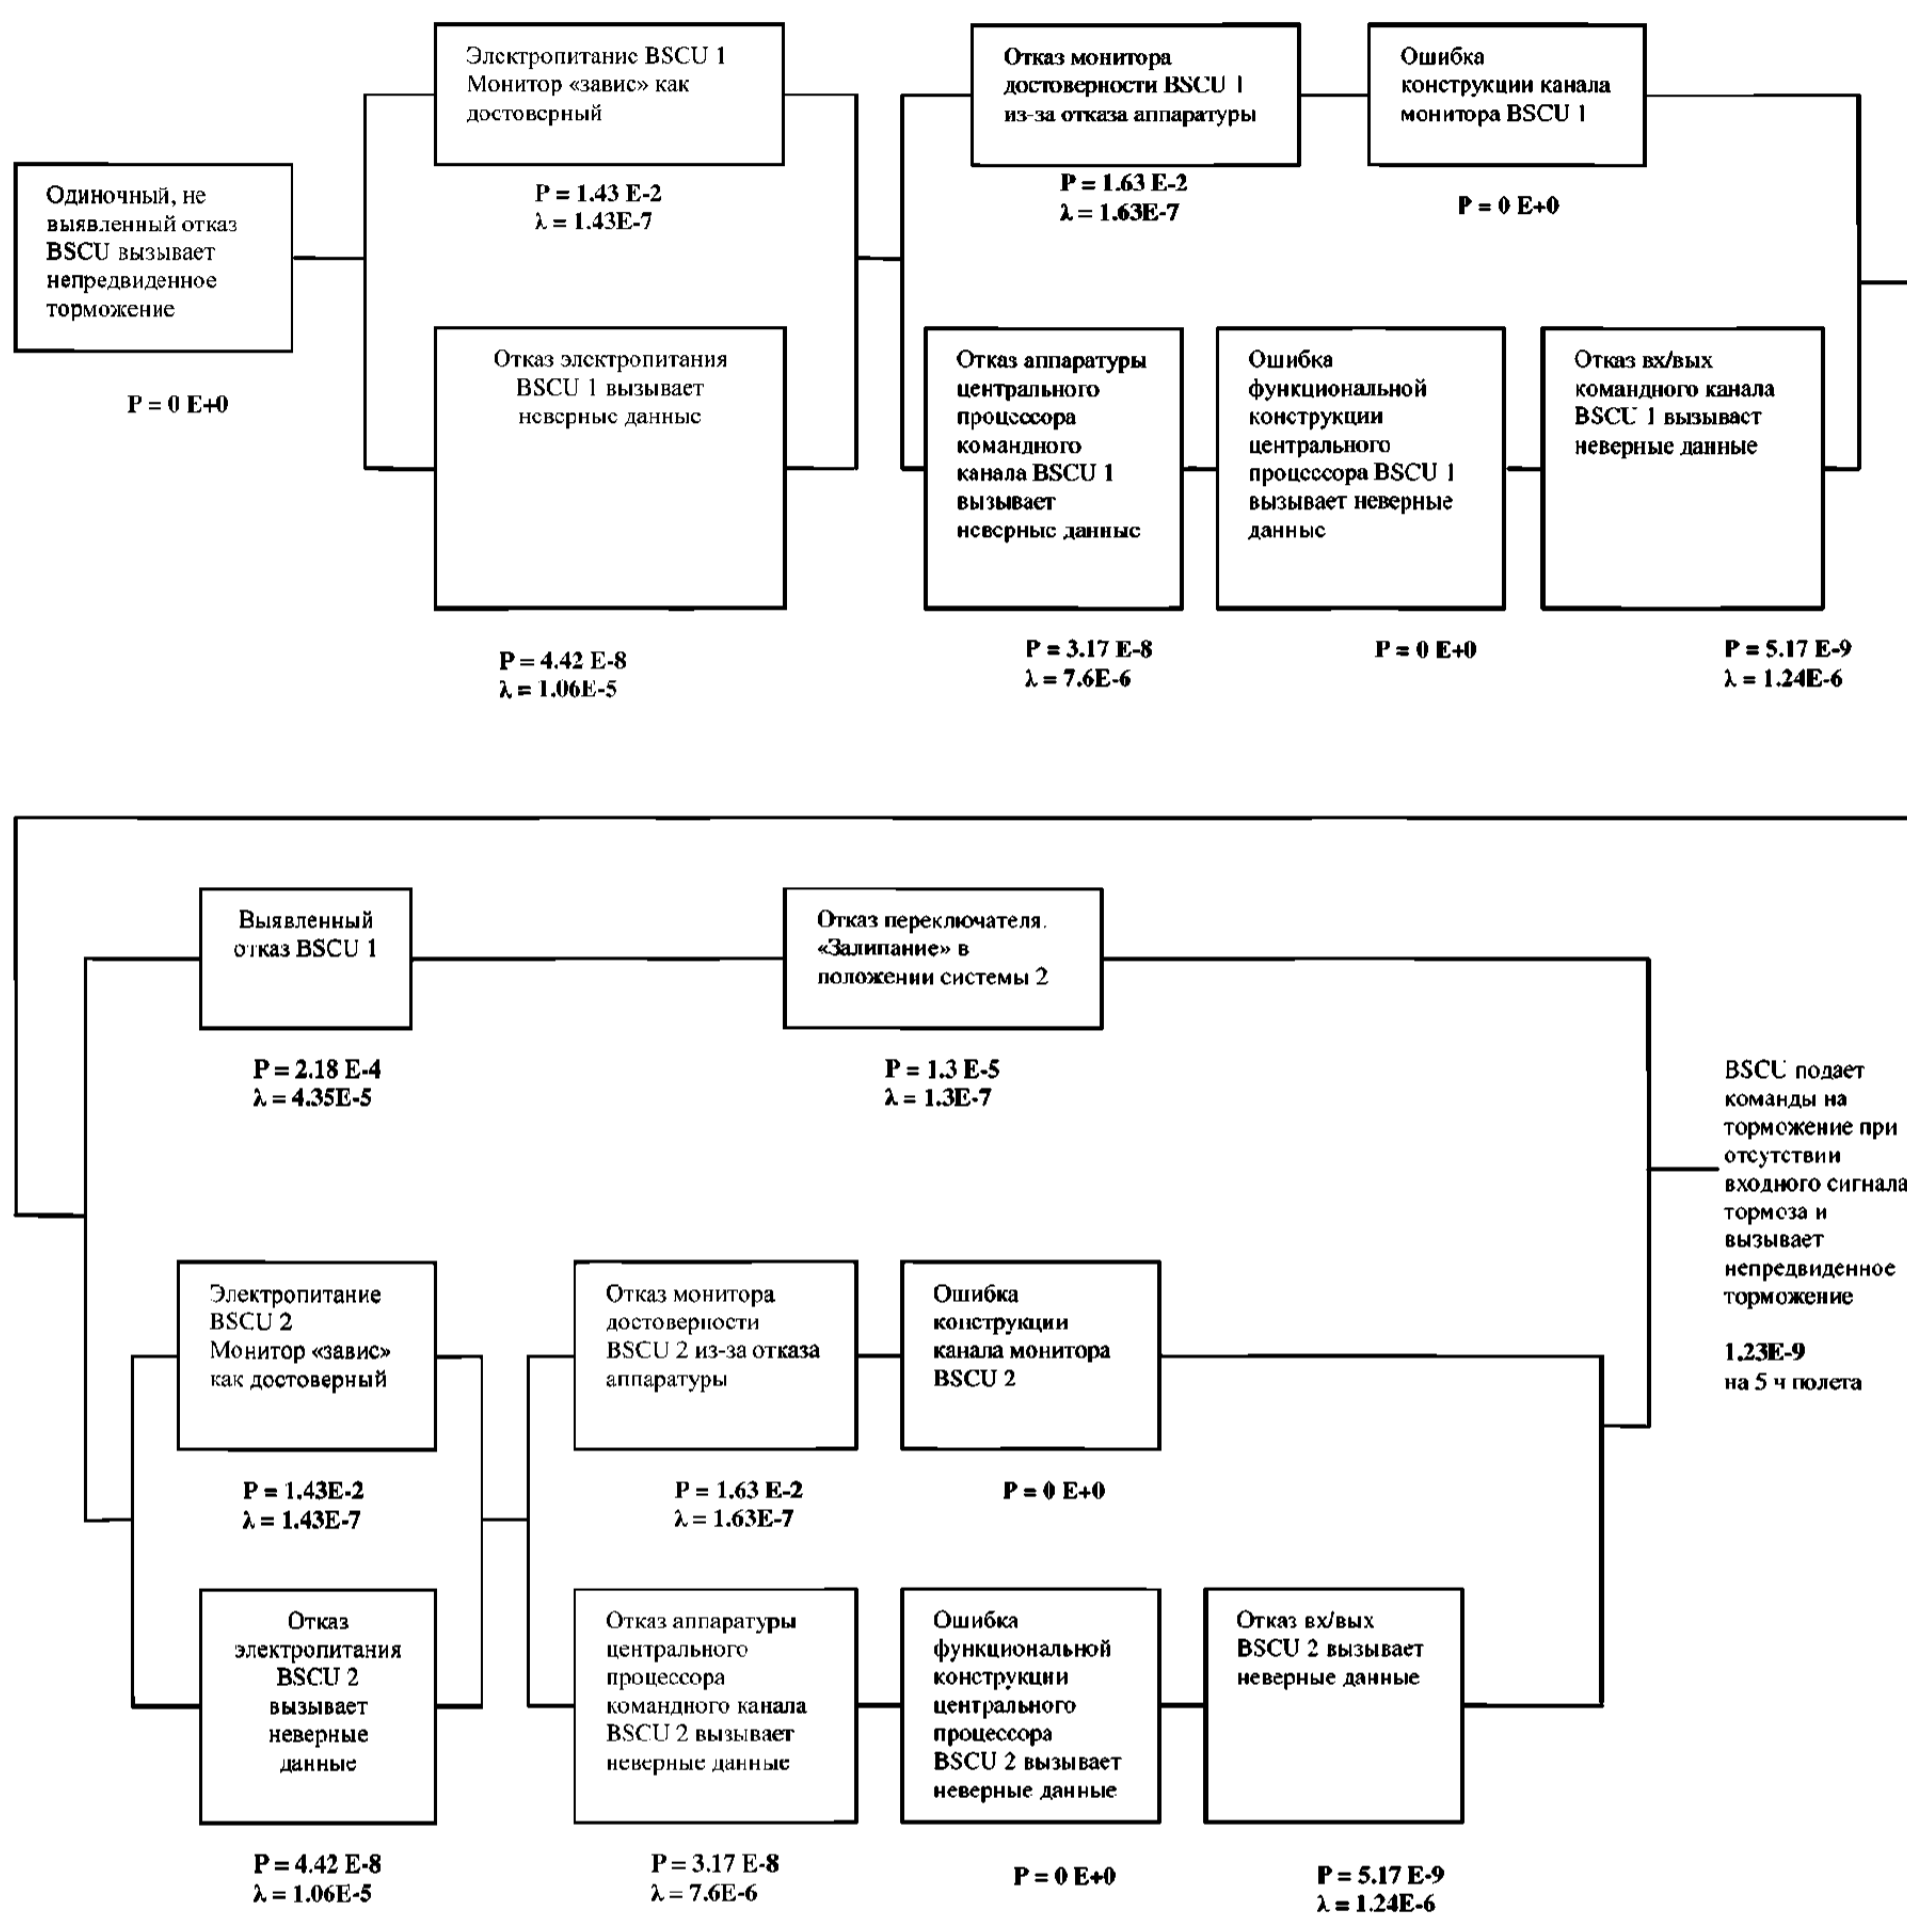 Электропитание BSCU 1
Монитор «завис» как
достоверный
P = 1.43 E-2
λ = 1.43E-7
Отказ монитора
достоверности BSCU 1
из-за отказа аппаратуры
P = 1.63 E-2
λ = 1.63E-7
Ошибка
конструкции канала
монитора BSCU 1
P = 0 E+0
Одиночный, не
выявленный отказ
BSCU вызывает
непредвиденное
торможение
P = 0 E+0
Отказ электропитания
BSCU 1 вызывает
неверные данные
P = 4.42 E-8
λ = 1.06E-5
Отказ аппаратуры
центрального
процессора
командного
канала BSCU 1
вызывает
неверные данные
P = 3.17 E-8
λ = 7.6E-6
Ошибка
функциональной
конструкции
центрального
процессора BSCU 1
вызывает неверные
данные
P = 0 E+0
Отказ вх/вых
командного канала
BSCU 1 вызывает
неверные данные
P = 5.17 E-9
λ = 1.24E-6
Выявленный
отказ BSCU 1
P = 2.18 E-4
λ = 4.35E-5
Отказ переключателя.
«Залипание» в
положении системы 2
P = 1.3 E-5
λ = 1.3E-7
BSCU подает
команды на
торможение при
отсутствии
входного сигнала
тормоза и
вызывает
непредвиденное
торможение
1.23E-9
на 5 ч полета
Электропитание
BSCU 2
Монитор «завис»
как достоверный
P = 1.43E-2
λ = 1.43E-7
Отказ монитора
достоверности
BSCU 2 из-за отказа
аппаратуры
P = 1.63 E-2
λ = 1.63E-7
Ошибка
конструкции
канала монитора
BSCU 2
P = 0 E+0
Отказ
электропитания
BSCU 2
вызывает
неверные
данные
P = 4.42 E-8
λ = 1.06E-5
Отказ аппаратуры
центрального
процессора
командного канала
BSCU 2 вызывает
неверные данные
P = 3.17 E-8
λ = 7.6E-6
Ошибка
функциональной
конструкции
центрального
процессора
BSCU 2 вызывает
неверные данные
P = 0 E+0
Отказ вх/вых
BSCU 2 вызывает
неверные данные
P = 5.17 E-9
λ = 1.24E-6